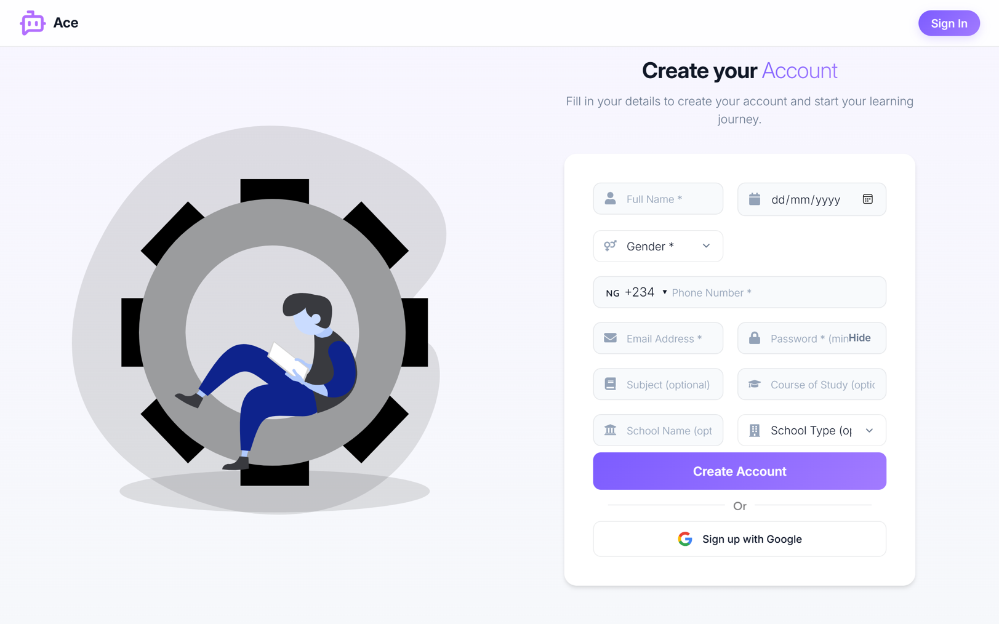 Ace
Sign In
Create your Account
Fill in your details to create your account and start your learning
journey.
Full Name *
dd/mm/yyyy
Gender *
NG +234 Phone Number *
Email Address *
Password * (min
Hide
Subject (optional)
Course of Study (optic
School Name (opt
School Type (op
Create Account
Or
Sign up with Google